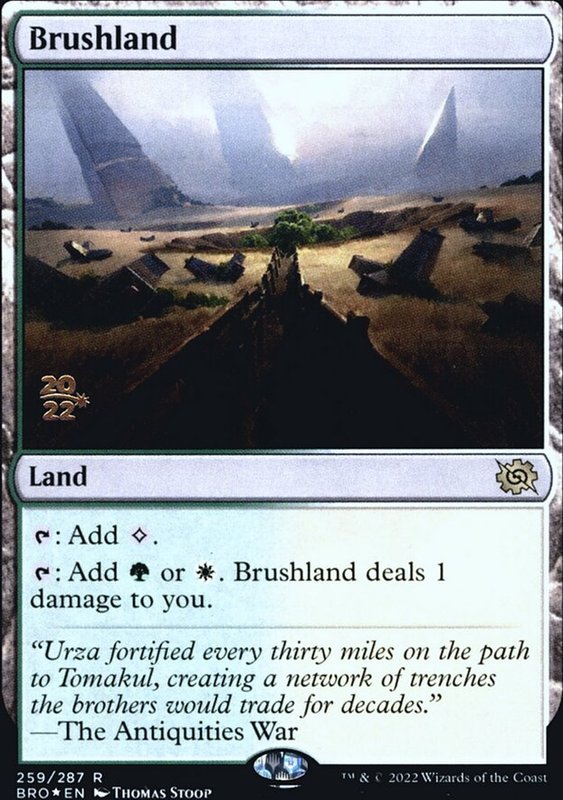 Brushland
20
22
Land
: Add .
: Add or . Brushland deals 1
damage to you.
“Urza fortified every thirty miles on the path
to Tomakul, creating a network of trenches
the brothers would trade for decades.”
—The Antiquities War
259/287 R
BRO★EN Thomas Stoop
™ & © 2022 Wizards of the Coast